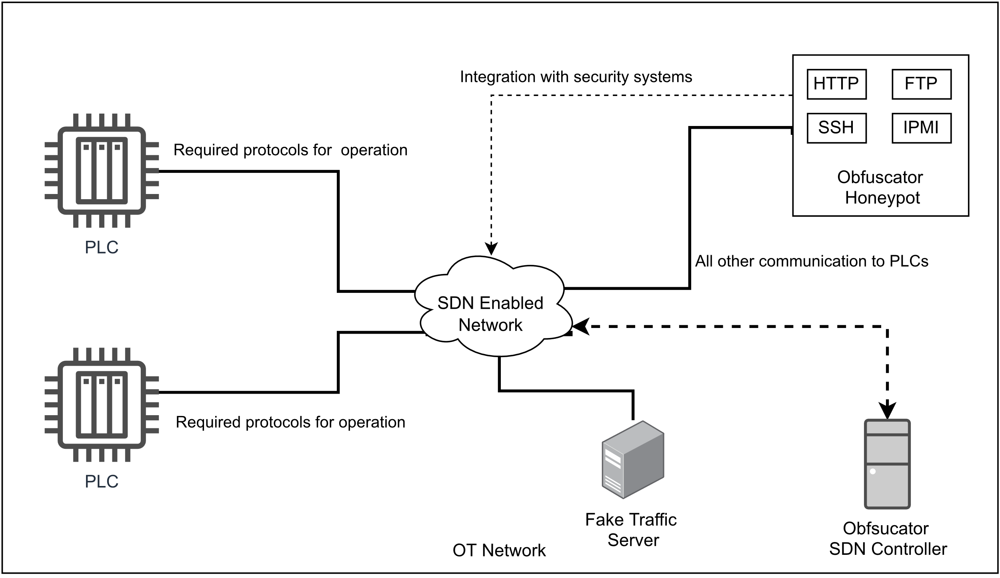 Integration with security systems
HTTP
FTP
SSH
IPMI
Obfuscator
Honeypot
Required protocols for  operation
PLC
All other communication to PLCs
SDN Enabled
Network
Required protocols for operation
PLC
Fake Traffic
Server
Obfsucator
SDN Controller
OT Network